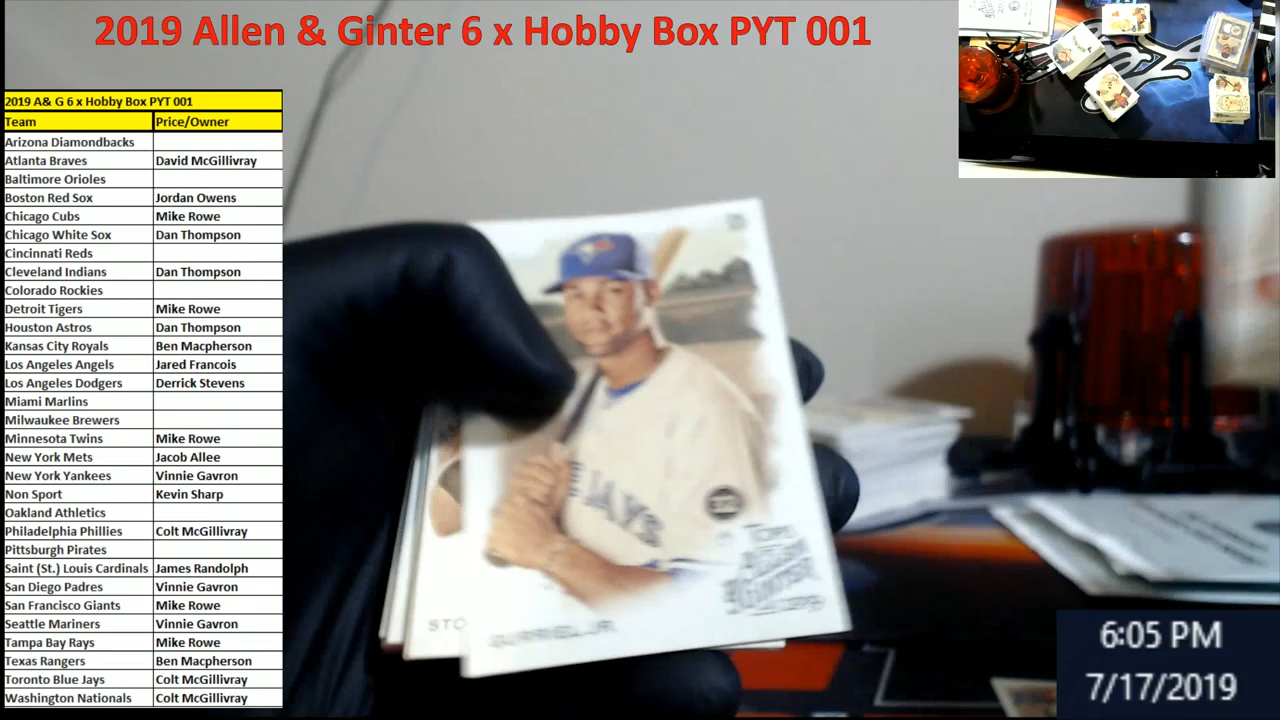 2019 Allen & Ginter 6 x Hobby Box PYT 001
2019 A& G 6 x Hobby Box PYT 001
Team Price/Owner
Arizona Diamondbacks
Atlanta Braves David McGillivray
Baltimore Orioles
Boston Red Sox Jordan Owens
Chicago Cubs Mike Rowe
Chicago White Sox Dan Thompson
Cincinnati Reds
Cleveland Indians Dan Thompson
Colorado Rockies
Detroit Tigers Mike Rowe
Houston Astros Dan Thompson
Kansas City Royals Ben Macpherson
Los Angeles Angels Jared Francois
Los Angeles Dodgers Derrick Stevens
Miami Marlins
Milwaukee Brewers
Minnesota Twins Mike Rowe
New York Mets Jacob Allee
New York Yankees Vinnie Gavron
Non Sport Kevin Sharp
Oakland Athletics
Philadelphia Phillies Colt McGillivray
Pittsburgh Pirates
Saint (St.) Louis Cardinals James Randolph
San Diego Padres Vinnie Gavron
San Francisco Giants Mike Rowe
Seattle Mariners Vinnie Gavron
Tampa Bay Rays Mike Rowe
Texas Rangers Ben Macpherson
Toronto Blue Jays Colt McGillivray
Washington Nationals Colt McGillivray
JAYS
Topps
Allen
& Ginter
STO
GURRIEL JR.
6:05 PM
7/17/2019